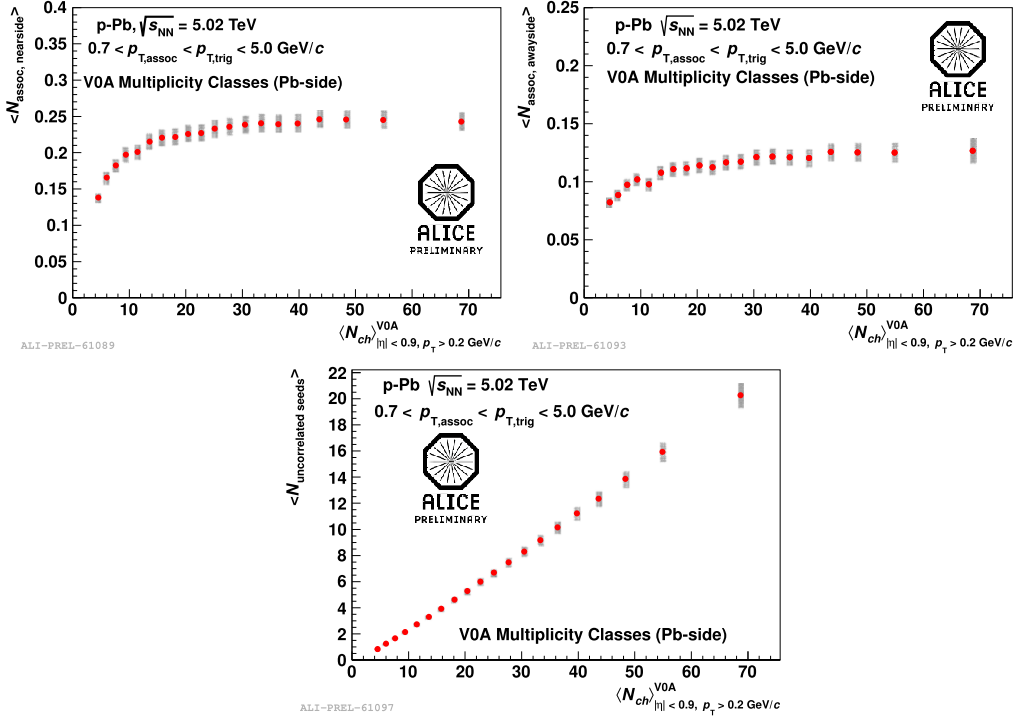 <N assoc, nearside>
p-Pb, √sNN = 5.02 TeV
0.7 < pT,assoc < pT,trig < 5.0 GeV/c
V0A Multiplicity Classes (Pb-side)
ALICE
PRELIMINARY
0.4
0.35
0.3
0.25
0.2
0.15
0.1
0.05
0
0 10 20 30 40 50 60 70
⟨Nch⟩V0A |η| < 0.9, pT > 0.2 GeV/c
ALI-PREL-61089
<N assoc, awayside>
p-Pb √sNN = 5.02 TeV
0.7 < pT,assoc < pT,trig < 5.0 GeV/c
V0A Multiplicity Classes (Pb-side)
ALICE
PRELIMINARY
0.25
0.2
0.15
0.1
0.05
0
0 10 20 30 40 50 60 70
⟨Nch⟩V0A |η| < 0.9, pT > 0.2 GeV/c
ALI-PREL-61093
<N uncorrelated seeds>
p-Pb √sNN = 5.02 TeV
0.7 < pT,assoc < pT,trig < 5.0 GeV/c
ALICE
PRELIMINARY
V0A Multiplicity Classes (Pb-side)
22
20
18
16
14
12
10
8
6
4
2
0
0 10 20 30 40 50 60 70
⟨Nch⟩V0A |η| < 0.9, pT > 0.2 GeV/c
ALI-PREL-61097